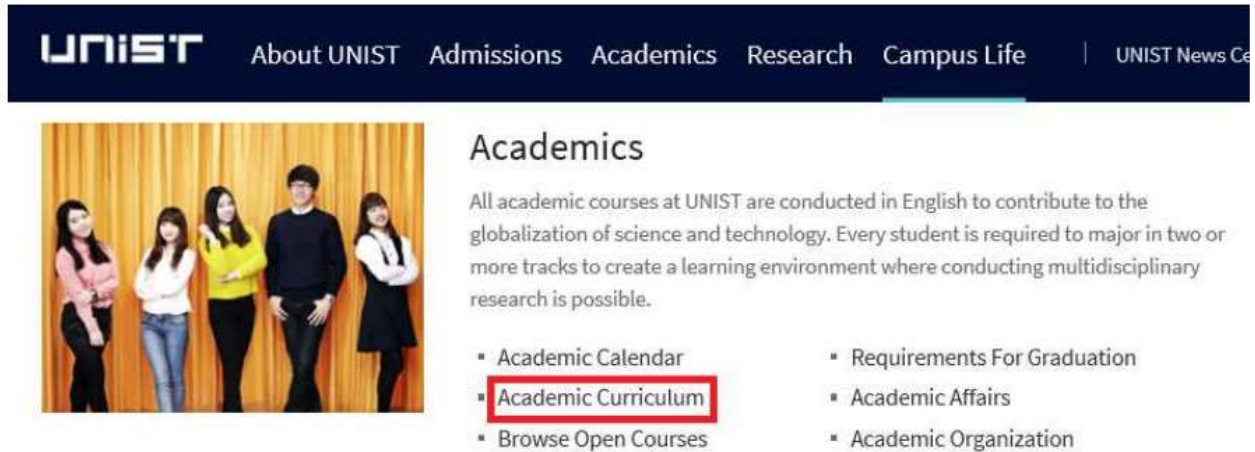 UNIST About UNIST Admissions Academics Research Campus Life | UNIST News Ce
Academics
All academic courses at UNIST are conducted in English to contribute to the
globalization of science and technology. Every student is required to major in two or
more tracks to create a learning environment where conducting multidisciplinary
research is possible.
▪ Academic Calendar ▪ Requirements For Graduation
▪ Academic Curriculum ▪ Academic Affairs
▪ Browse Open Courses ▪ Academic Organization